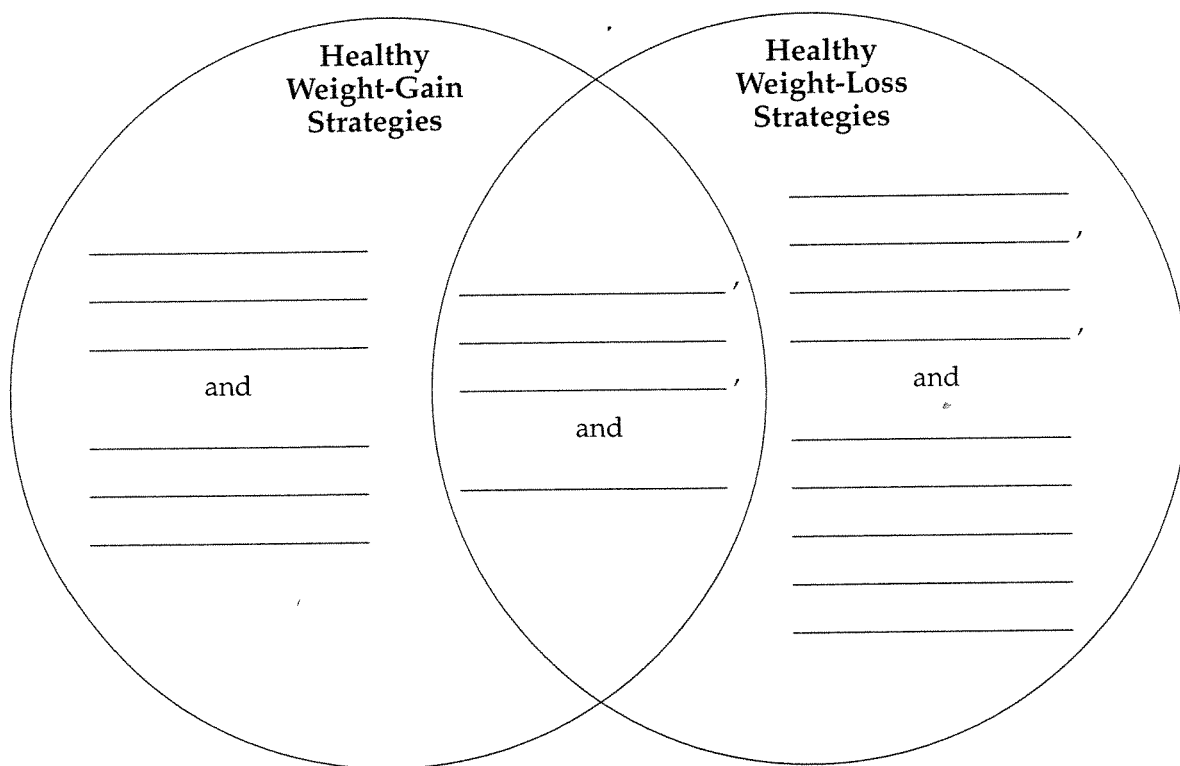 Healthy
Weight-Gain
Strategies
and
,
,
and
Healthy
Weight-Loss
Strategies
,
,
and